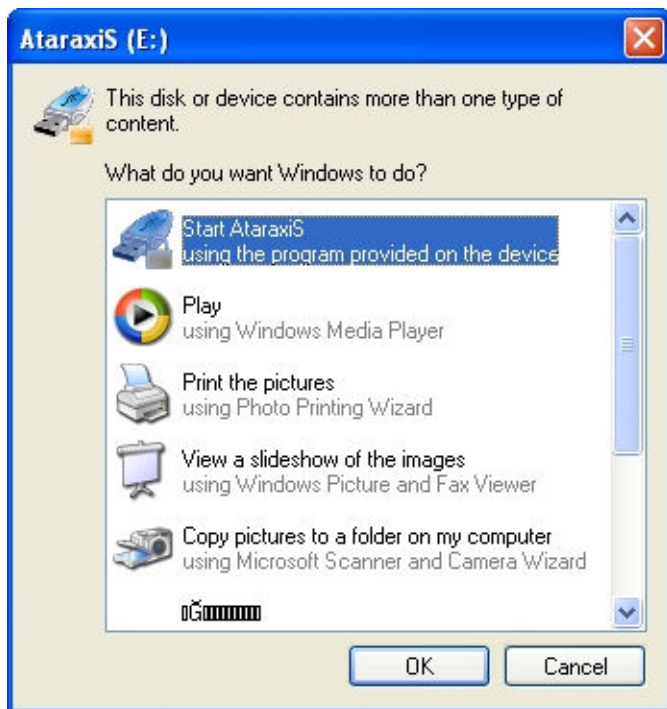 AtaraxiS (E:)
This disk or device contains more than one type of
content.
What do you want Windows to do?
Start AtaraxiS
using the program provided on the device
Play
using Windows Media Player
Print the pictures
using Photo Printing Wizard
View a slideshow of the images
using Windows Picture and Fax Viewer
Copy pictures to a folder on my computer
using Microsoft Scanner and Camera Wizard
OK
Cancel